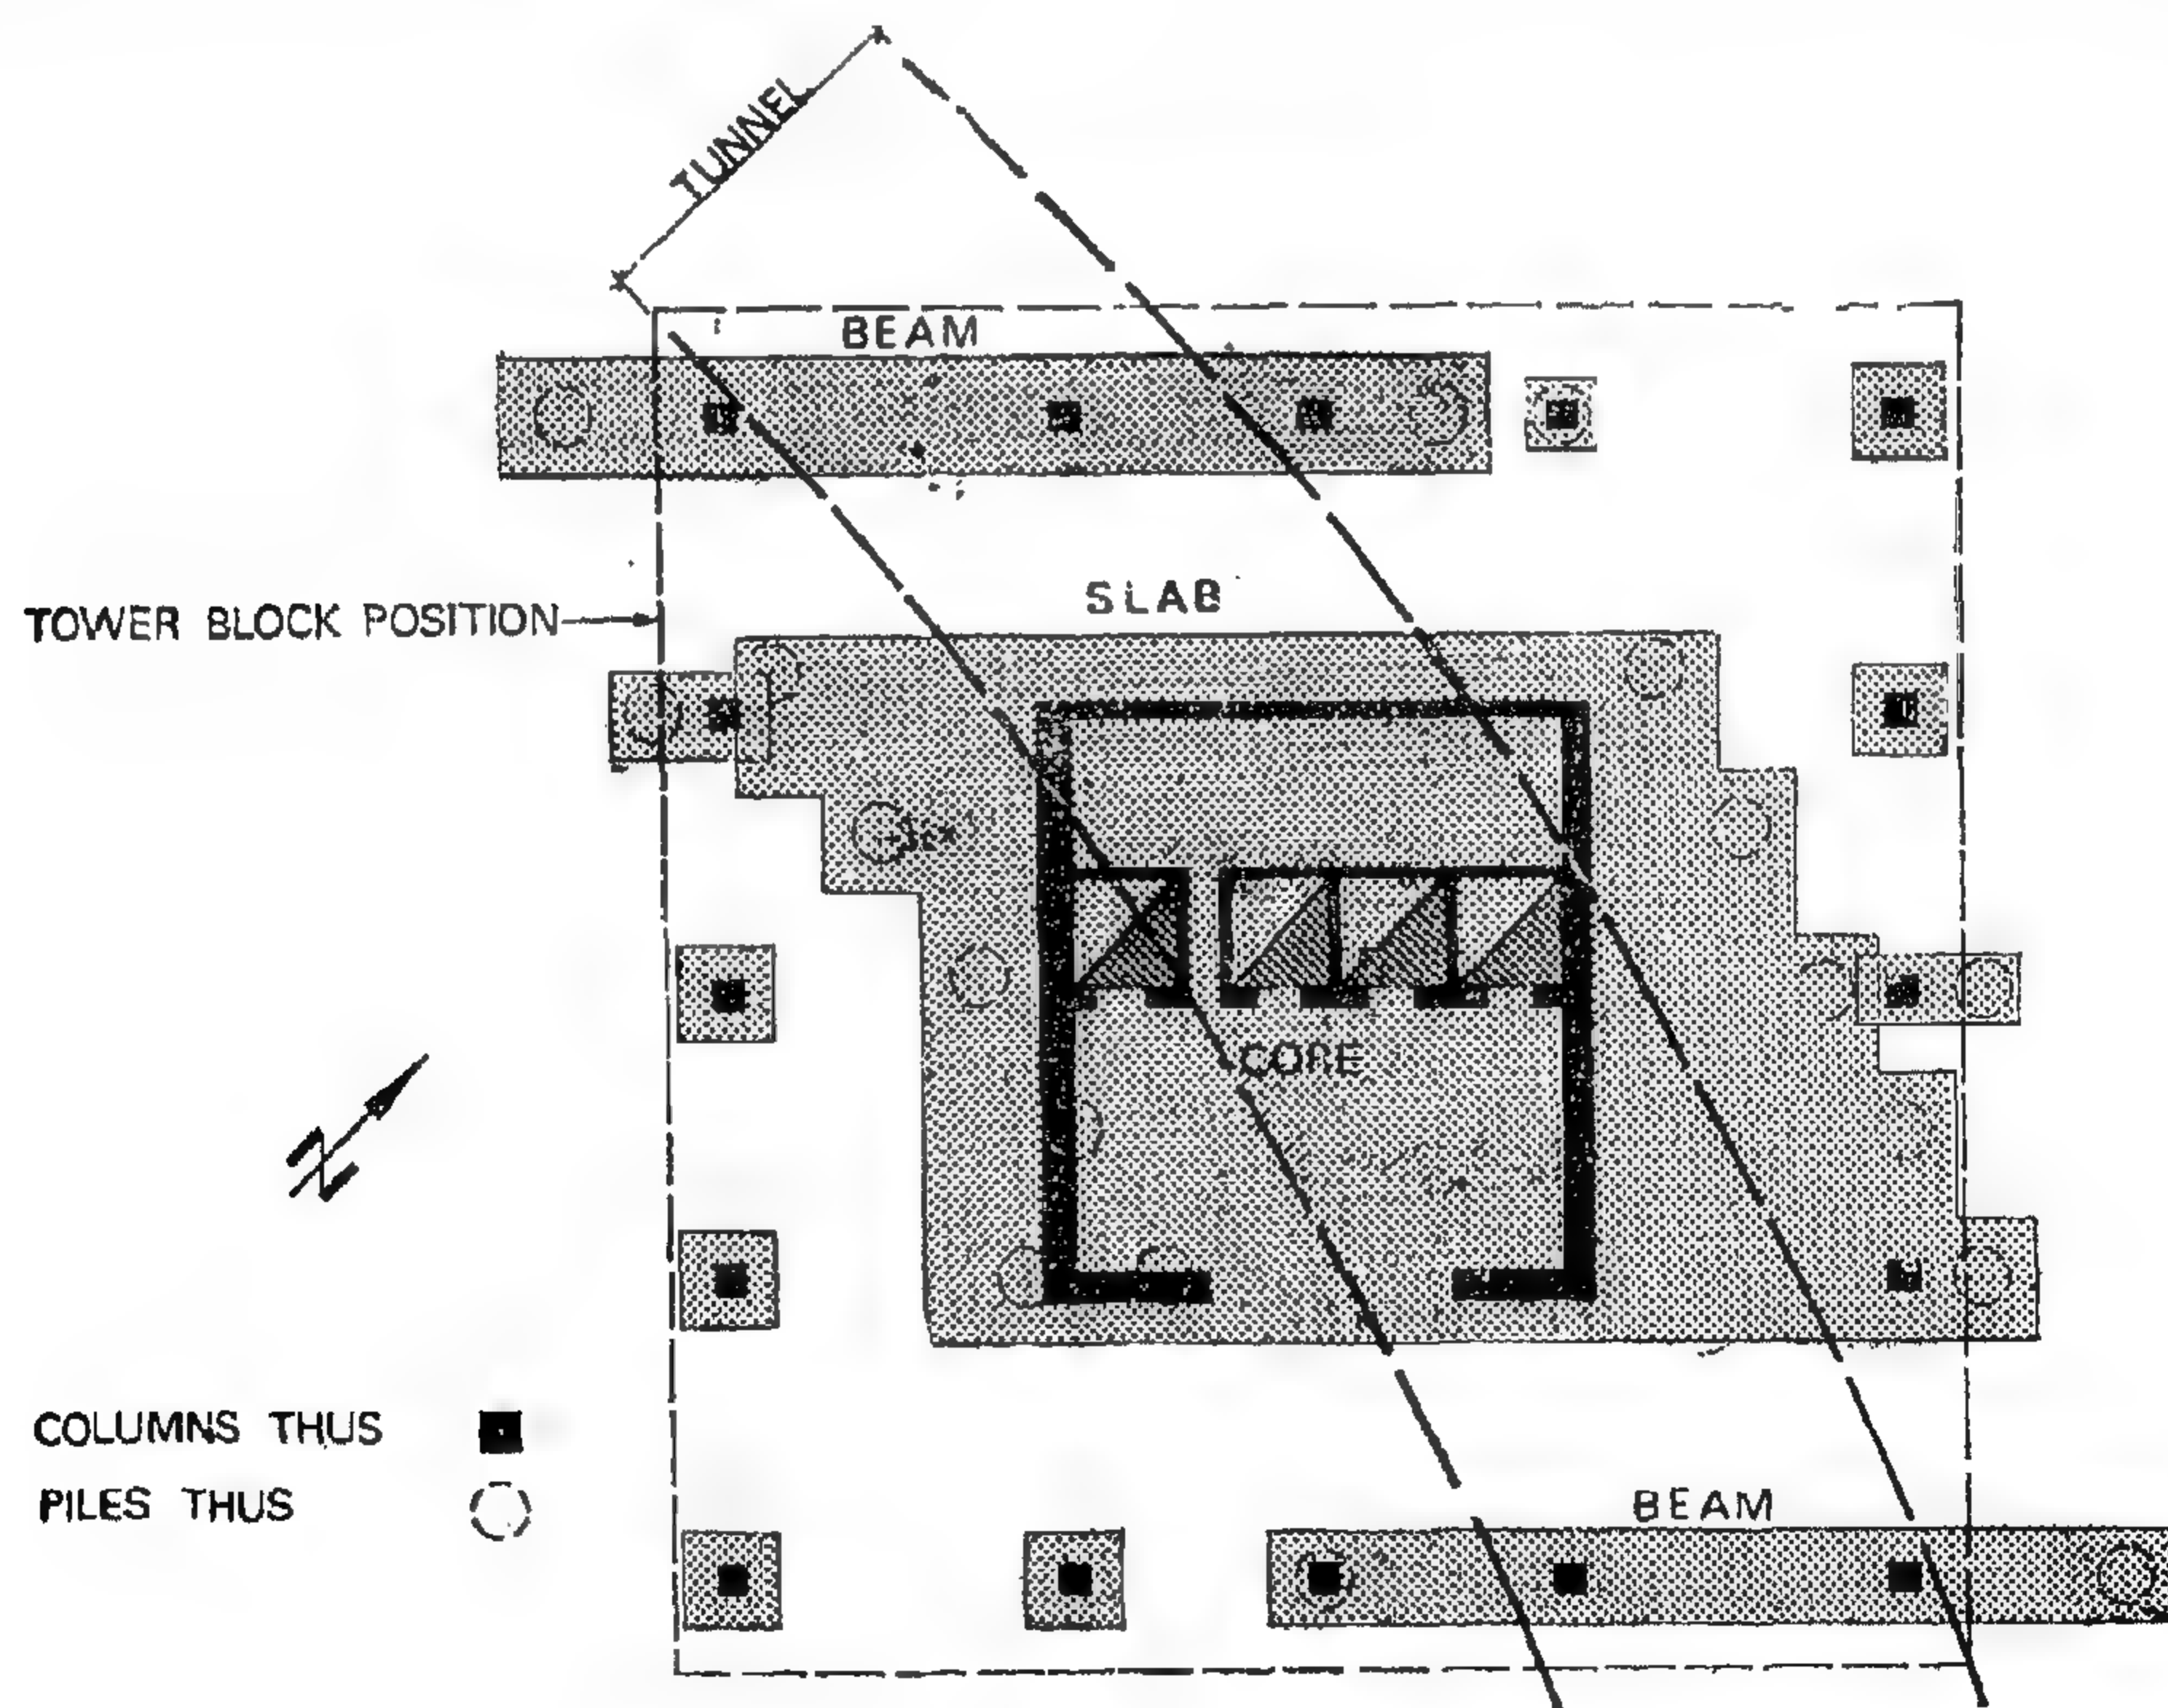 TUNNEL
BEAM
SLAB
TOWER BLOCK POSITION
CORE
N
COLUMNS THUS
PILES THUS
BEAM